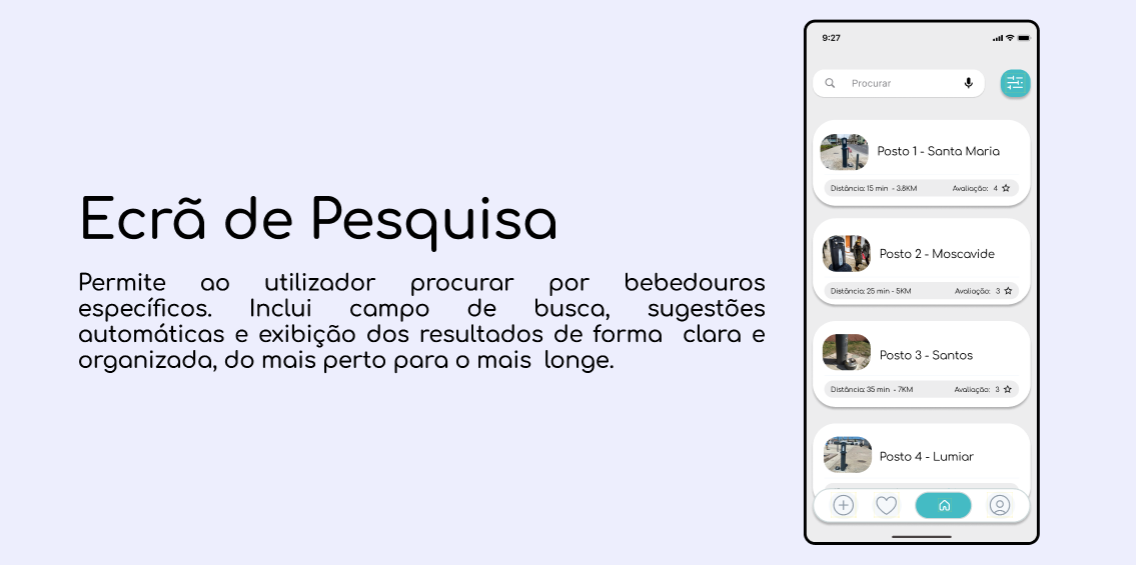 Ecrã de Pesquisa
Permite ao utilizador procurar por bebedouros
específicos. Inclui campo de busca, sugestões
automáticas e exibição dos resultados de forma clara e
organizada, do mais perto para o mais longe.
9:27
Procurar
Posto 1 - Santa Maria
Distância: 15 min - 3.8KM Avaliação: 4
Posto 2 - Moscavide
Distância: 25 min - 5KM Avaliação: 3
Posto 3 - Santos
Distância: 35 min - 7KM Avaliação: 3
Posto 4 - Lumiar